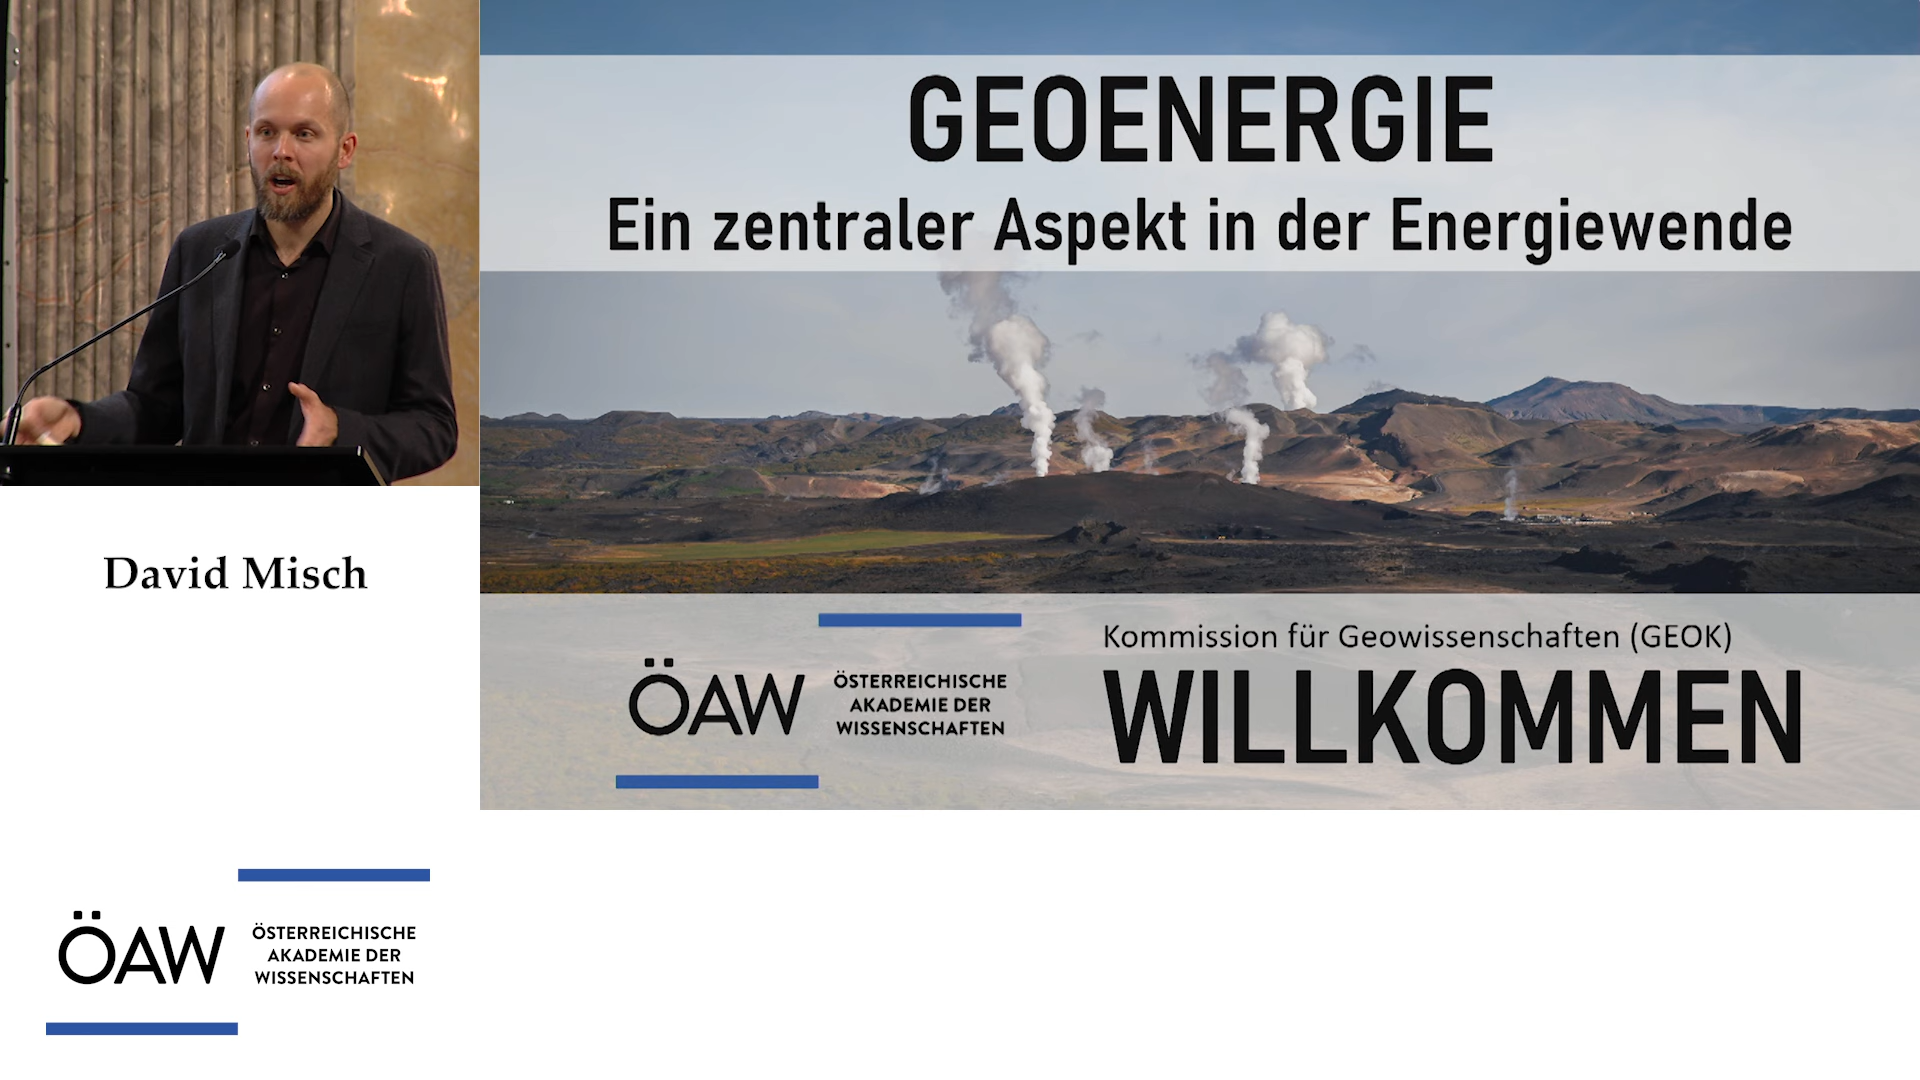 GEOENERGIE
Ein zentraler Aspekt in der Energiewende
David Misch
Kommission für Geowissenschaften (GEOK)
WILLKOMMEN
ÖAW
ÖSTERREICHISCHE
AKADEMIE DER
WISSENSCHAFTEN
ÖAW
ÖSTERREICHISCHE
AKADEMIE DER
WISSENSCHAFTEN